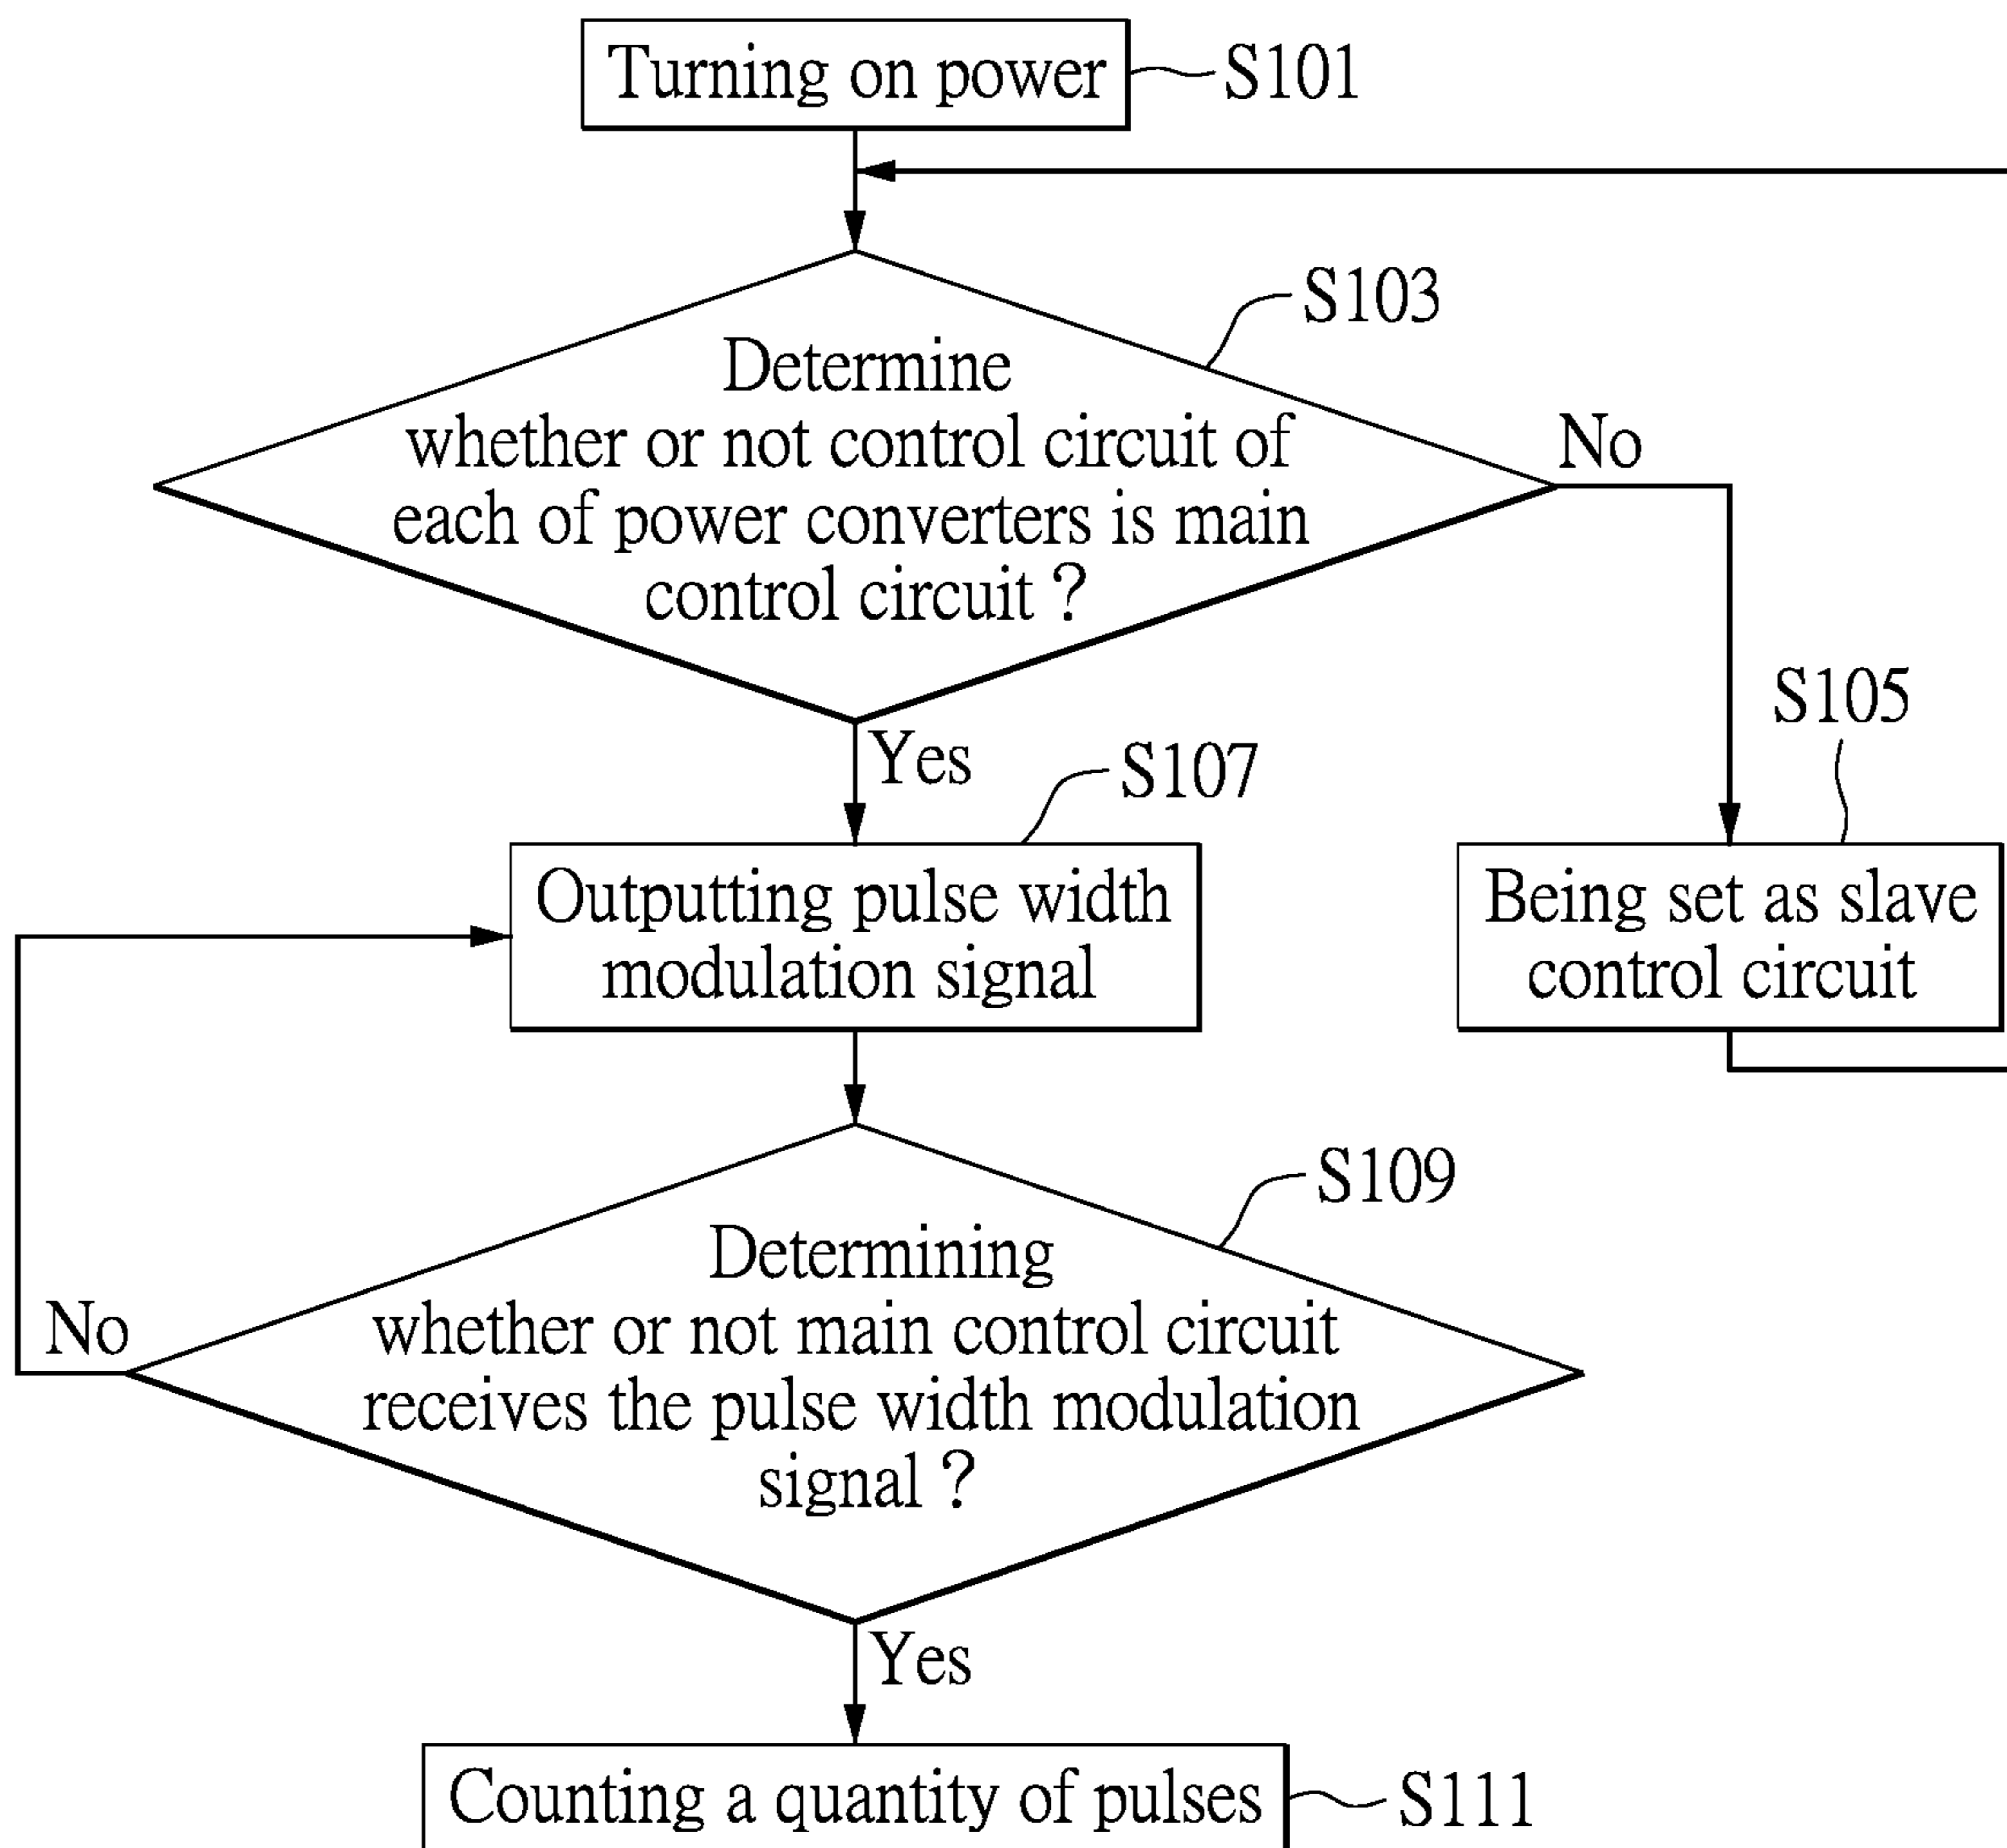 Turning on power
S101
S103
Determine
whether or not control circuit of
each of power converters is main
control circuit ?
No
Yes
S105
S107
Outputting pulse width
modulation signal
Being set as slave
control circuit
S109
Determining
whether or not main control circuit
receives the pulse width modulation
signal ?
No
Yes
Counting a quantity of pulses
S111